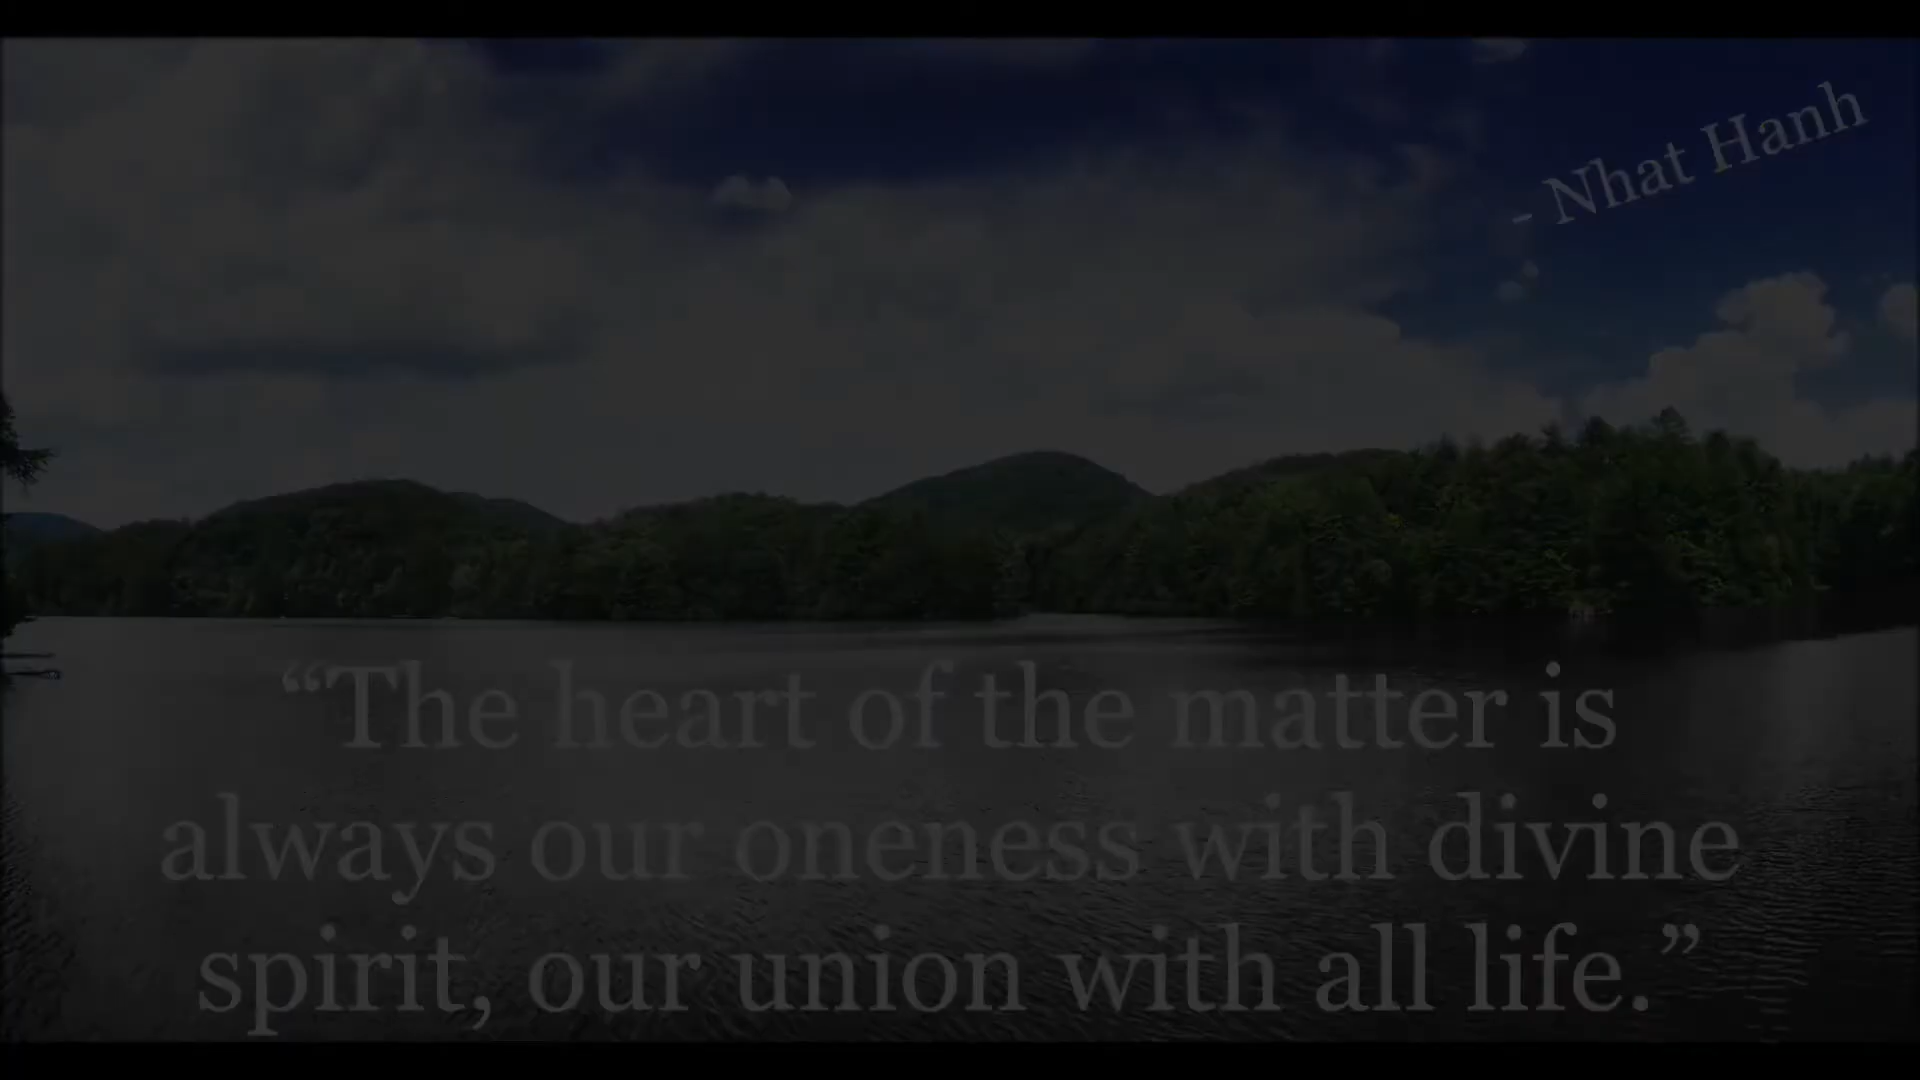 - Nhat Hanh
“The heart of the matter is
always our oneness with divine
spirit, our union with all life.”